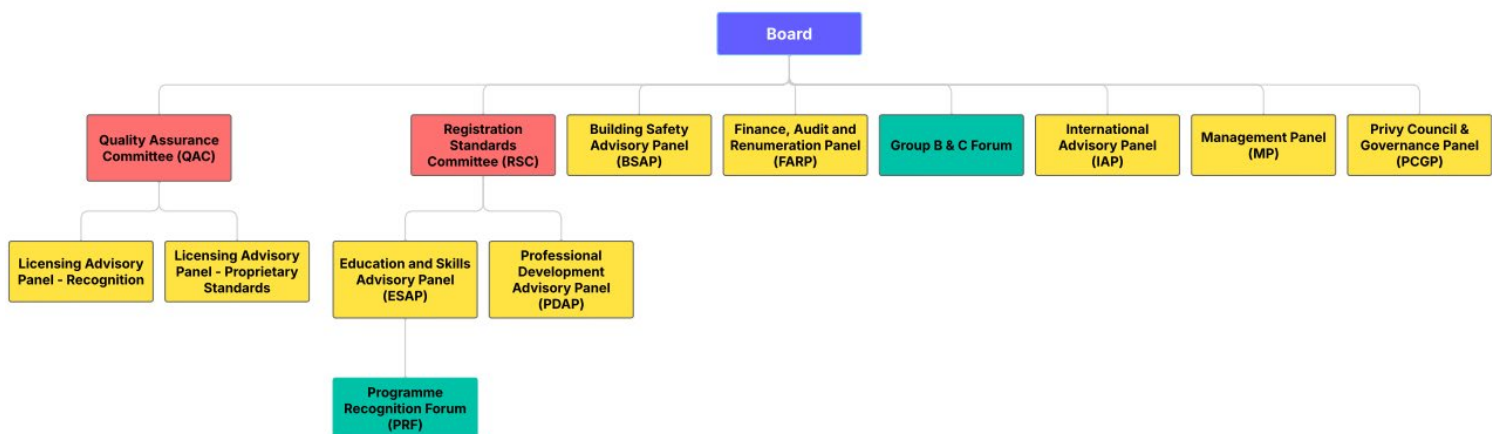 Board
Quality Assurance
Committee (QAC)
Registration
Standards
Committee (RSC)
Building Safety
Advisory Panel
(BSAP)
Finance, Audit and
Renumeration Panel
(FARP)
Group B & C Forum
International
Advisory Panel
(IAP)
Management Panel
(MP)
Privy Council &
Governance Panel
(PCGP)
Licensing Advisory
Panel - Recognition
Licensing Advisory
Panel - Proprietary
Standards
Education and Skills
Advisory Panel
(ESAP)
Professional
Development
Advisory Panel
(PDAP)
Programme
Recognition Forum
(PRF)